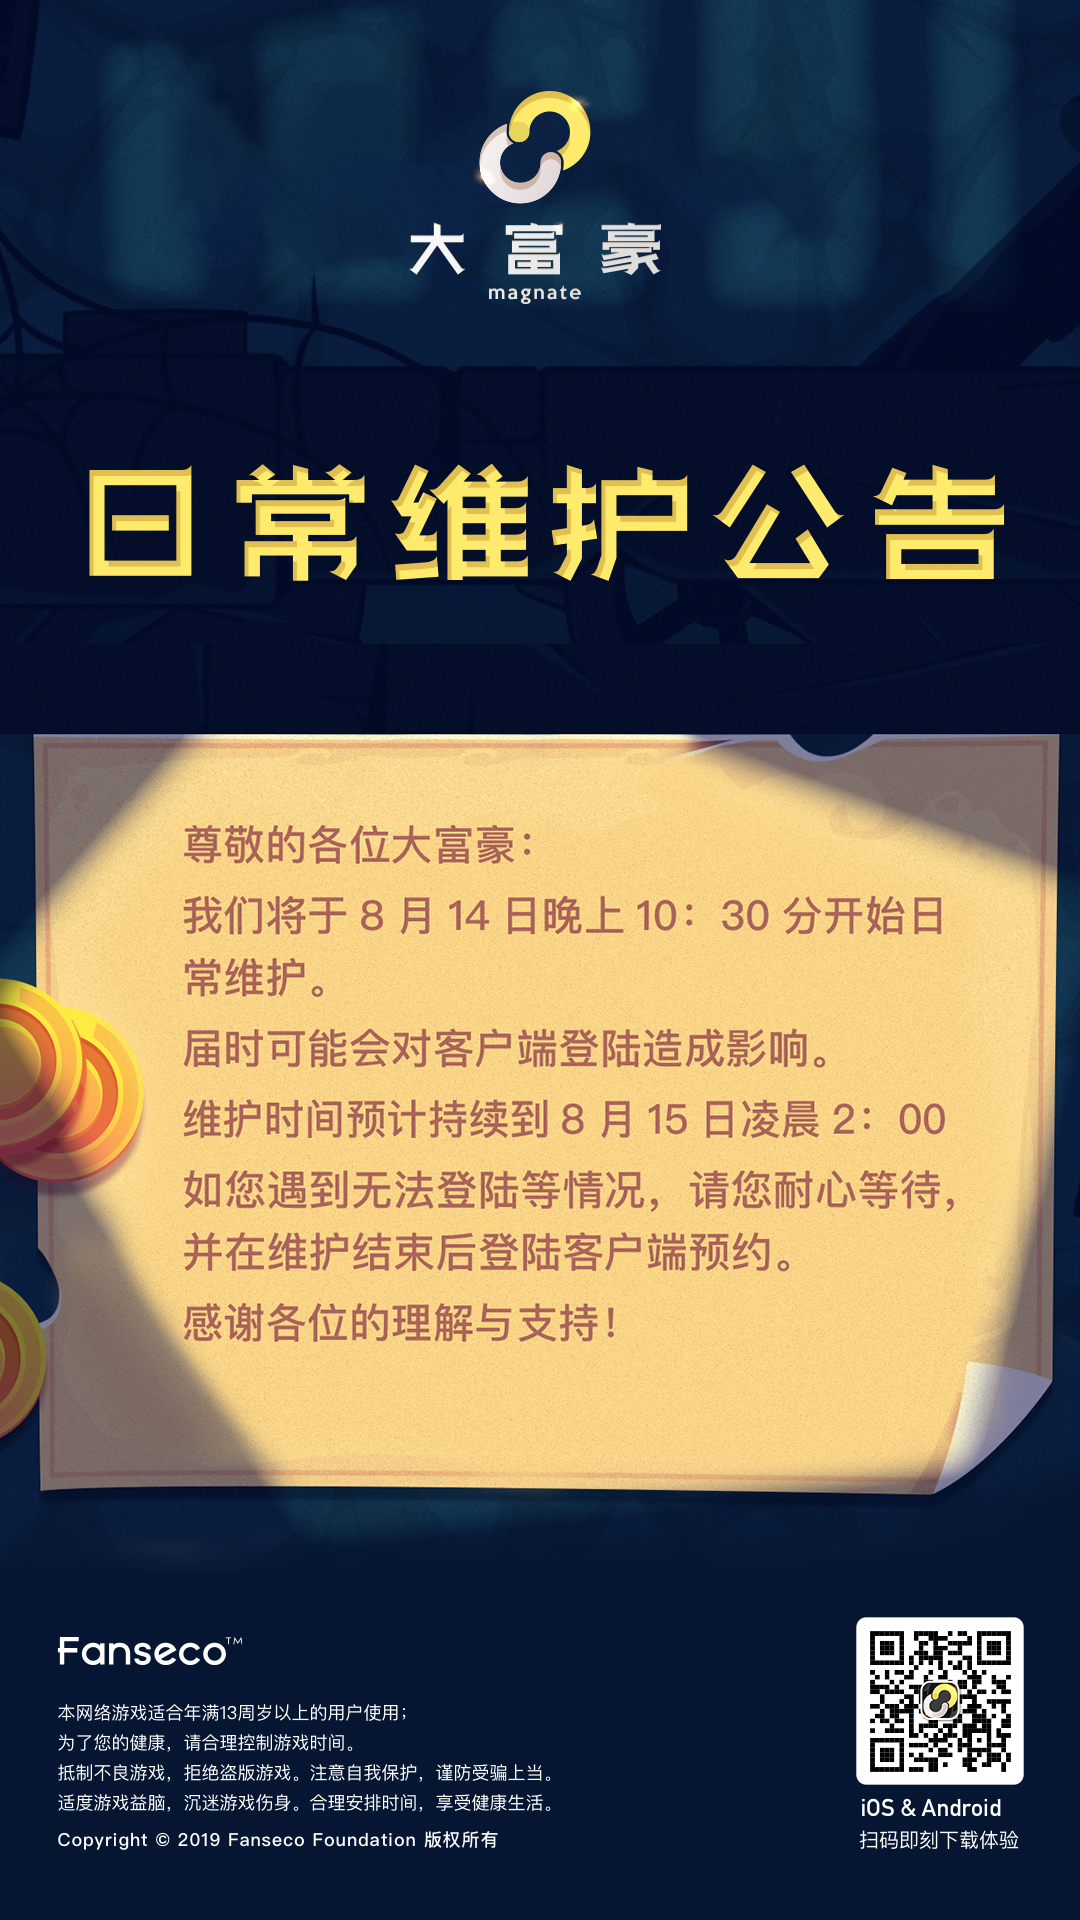 大富豪
magnate
日常维护公告
尊敬的各位大富豪：
我们将于 8 月 14 日晚上 10：30 分开始日
常维护。
届时可能会对客户端登陆造成影响。
维护时间预计持续到 8 月 15 日凌晨 2：00
如您遇到无法登陆等情况，请您耐心等待，
并在维护结束后登陆客户端预约。
感谢各位的理解与支持！
Fanseco™
本网络游戏适合年满13周岁以上的用户使用；
为了您的健康，请合理控制游戏时间。
抵制不良游戏，拒绝盗版游戏。注意自我保护，谨防受骗上当。
适度游戏益脑，沉迷游戏伤身。合理安排时间，享受健康生活。
Copyright © 2019 Fanseco Foundation 版权所有
iOS & Android
扫码即刻下载体验